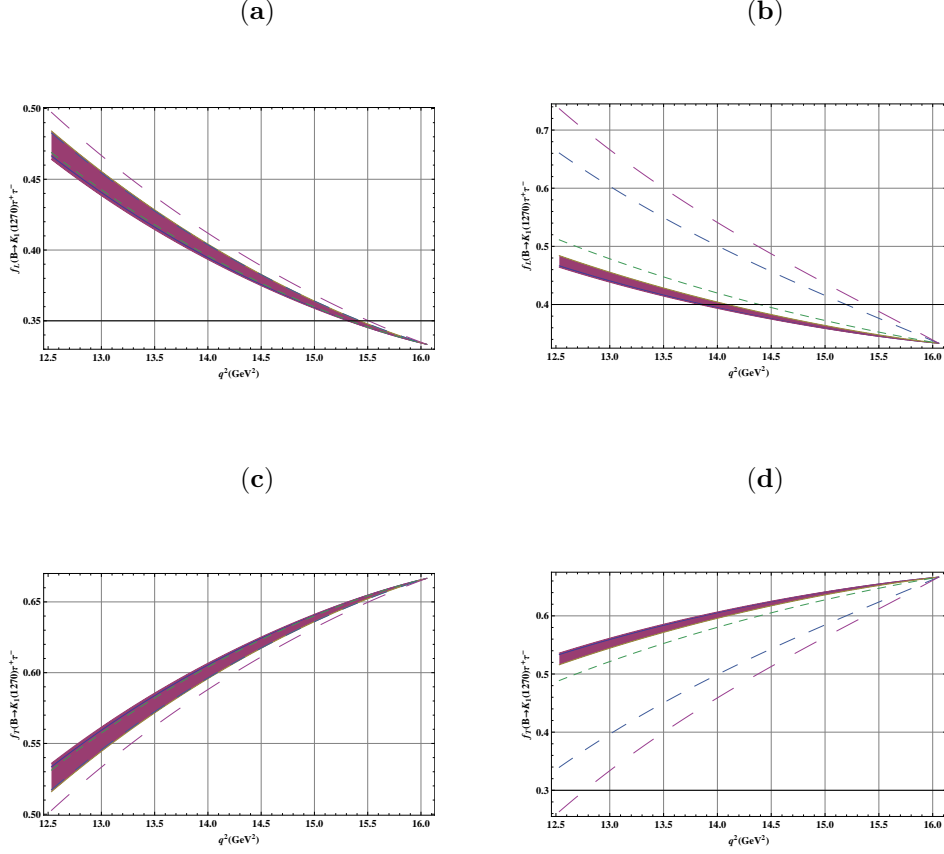 (a)
0.50
0.45
0.40
0.35
f_L(B→K_1(1270)τ^+τ^-
12.5 13.0 13.5 14.0 14.5 15.0 15.5 16.0
q^2(GeV^2)
(b)
0.7
0.6
0.5
0.4
f_L(B→K_1(1270)τ^+τ^-
12.5 13.0 13.5 14.0 14.5 15.0 15.5 16.0
q^2(GeV^2)
(c)
0.65
0.60
0.55
0.50
f_T(B→K_1(1270)τ^+τ^-
12.5 13.0 13.5 14.0 14.5 15.0 15.5 16.0
q^2(GeV^2)
(d)
0.6
0.5
0.4
0.3
f_T(B→K_1(1270)τ^+τ^-
12.5 13.0 13.5 14.0 14.5 15.0 15.5 16.0
q^2(GeV^2)